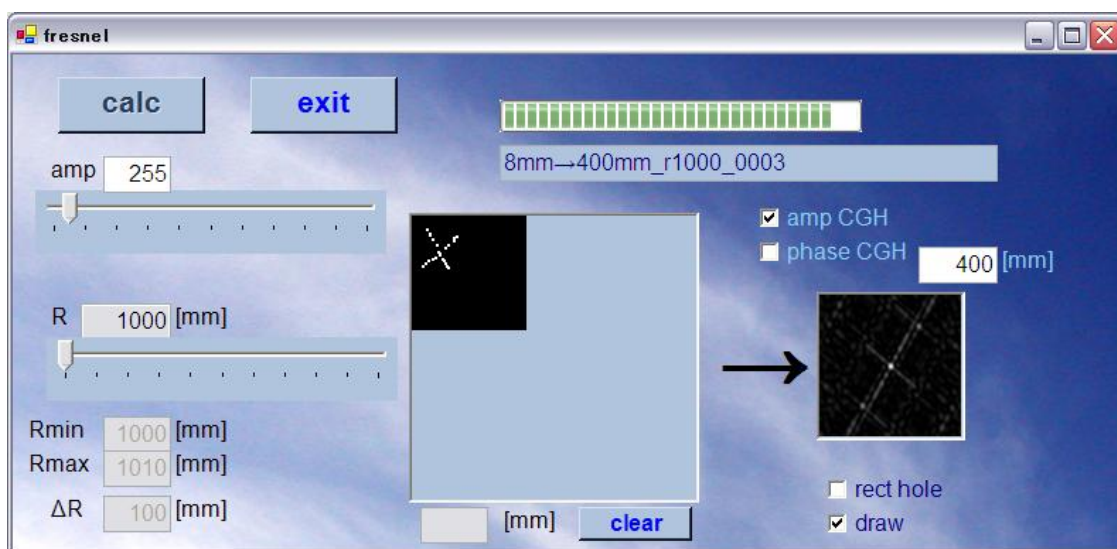 fresnel
calc
exit
amp 255
8mm→400mm_r1000_0003
amp CGH
phase CGH
400 [mm]
R 1000 [mm]
Rmin 1000 [mm]
Rmax 1010 [mm]
ΔR 100 [mm]
[mm]
clear
rect hole
draw